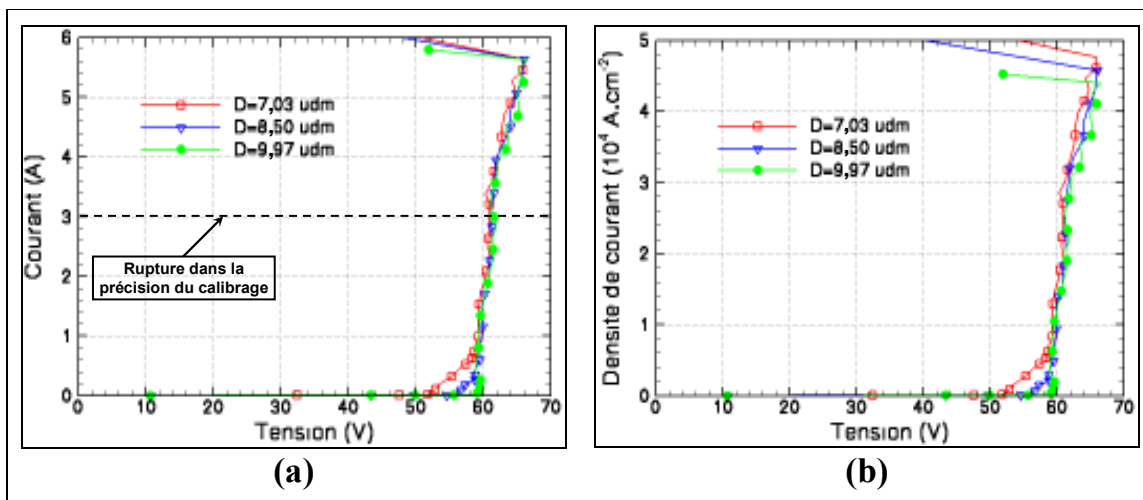 6
5
4
3
2
1
0
Courant (A)
D=7,03 udm
D=8,50 udm
D=9,97 udm
Rupture dans la
précision du calibrage
0 10 20 30 40 50 60 70
Tension (V)
(a)
5
4
3
2
1
0
Densite de courant (10⁴ A.cm⁻²)
D=7,03 udm
D=8,50 udm
D=9,97 udm
0 10 20 30 40 50 60 70
Tension (V)
(b)